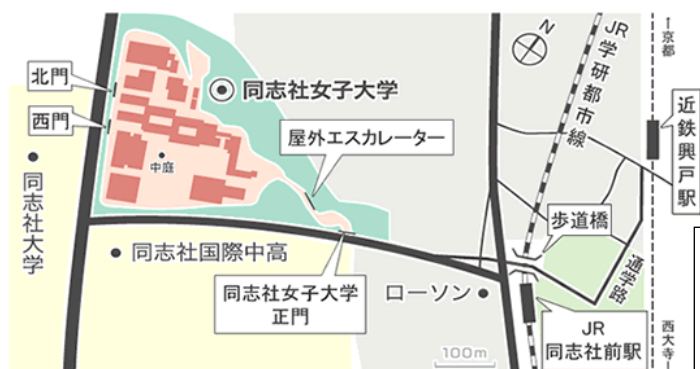 北門
西門
同志社女子大学
中庭
屋外エスカレーター
N
JR学研都市線
↑京都
近鉄興戸駅
同志社大学
同志社国際中高
同志社女子大学
正門
ローソン
歩道橋
通学路
JR
同志社前駅
西大寺↓
100m